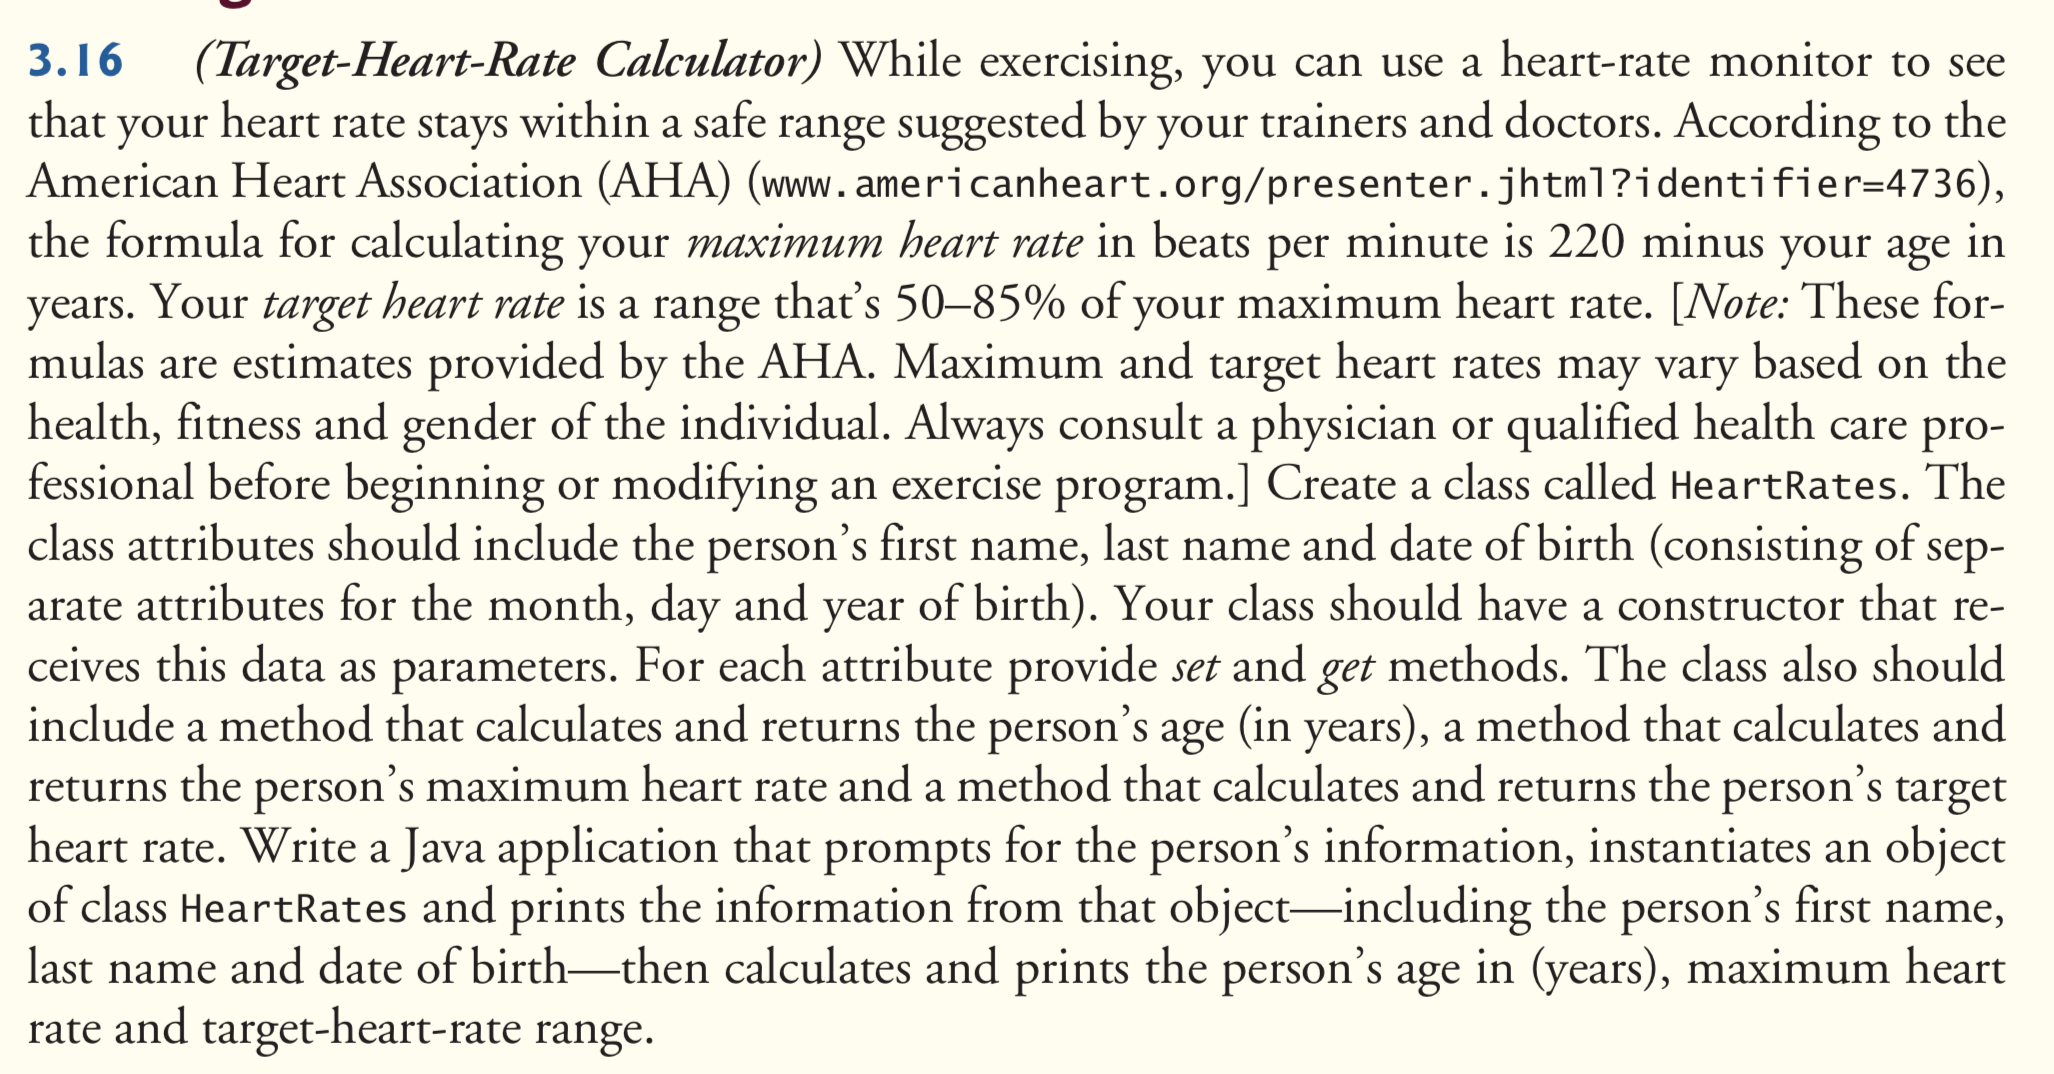 3.16 (Target-Heart-Rate Calculator) While exercising, you can use a heart-rate monitor to see
that your heart rate stays within a safe range suggested by your trainers and doctors. According to the
American Heart Association (AHA) (www.americanheart.org/presenter.jhtml?identifier=4736),
the formula for calculating your maximum heart rate in beats per minute is 220 minus your age in
years. Your target heart rate is a range that's 50–85% of your maximum heart rate. [Note: These for-
mulas are estimates provided by the AHA. Maximum and target heart rates may vary based on the
health, fitness and gender of the individual. Always consult a physician or qualified health care pro-
fessional before beginning or modifying an exercise program.] Create a class called HeartRates. The
class attributes should include the person's first name, last name and date of birth (consisting of sep-
arate attributes for the month, day and year of birth). Your class should have a constructor that re-
ceives this data as parameters. For each attribute provide set and get methods. The class also should
include a method that calculates and returns the person's age (in years), a method that calculates and
returns the person's maximum heart rate and a method that calculates and returns the person's target
heart rate. Write a Java application that prompts for the person's information, instantiates an object
of class HeartRates and prints the information from that object—including the person's first name,
last name and date of birth—then calculates and prints the person's age in (years), maximum heart
rate and target-heart-rate range.